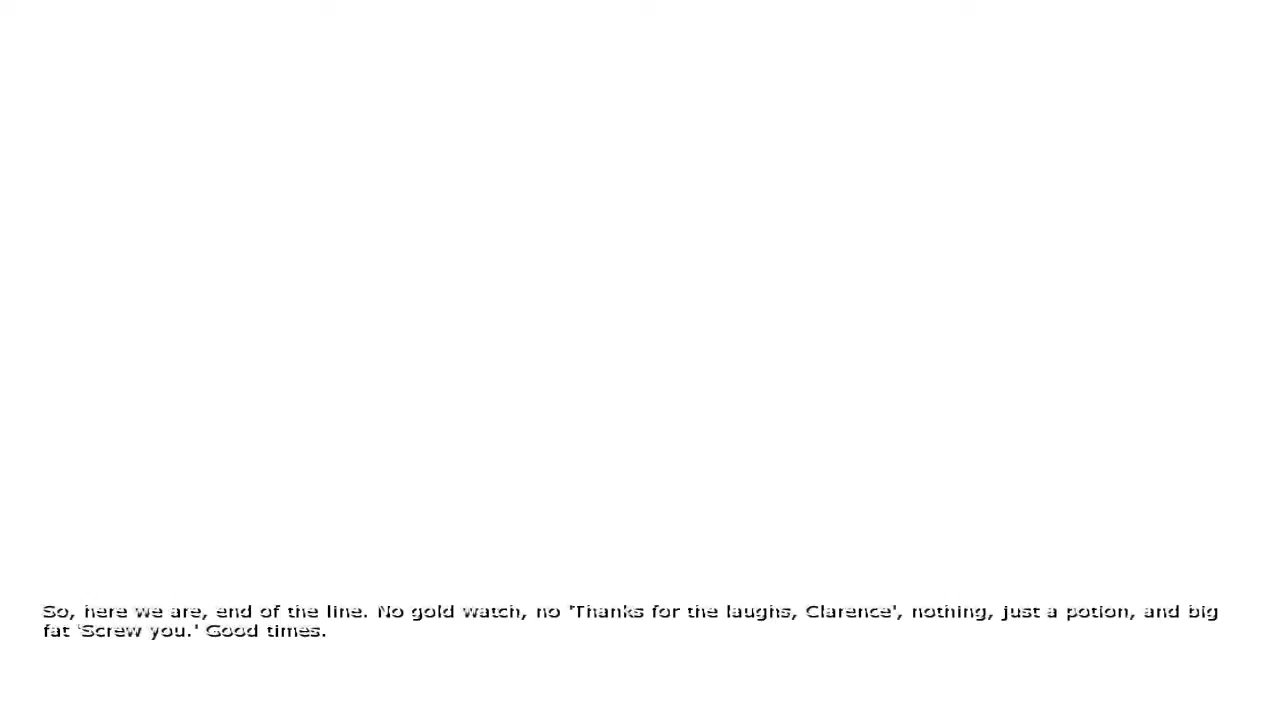 So, here we are, end of the line. No gold watch, no 'Thanks for the laughs, Clarence', nothing, just a potion, and big
fat 'Screw you.' Good times.